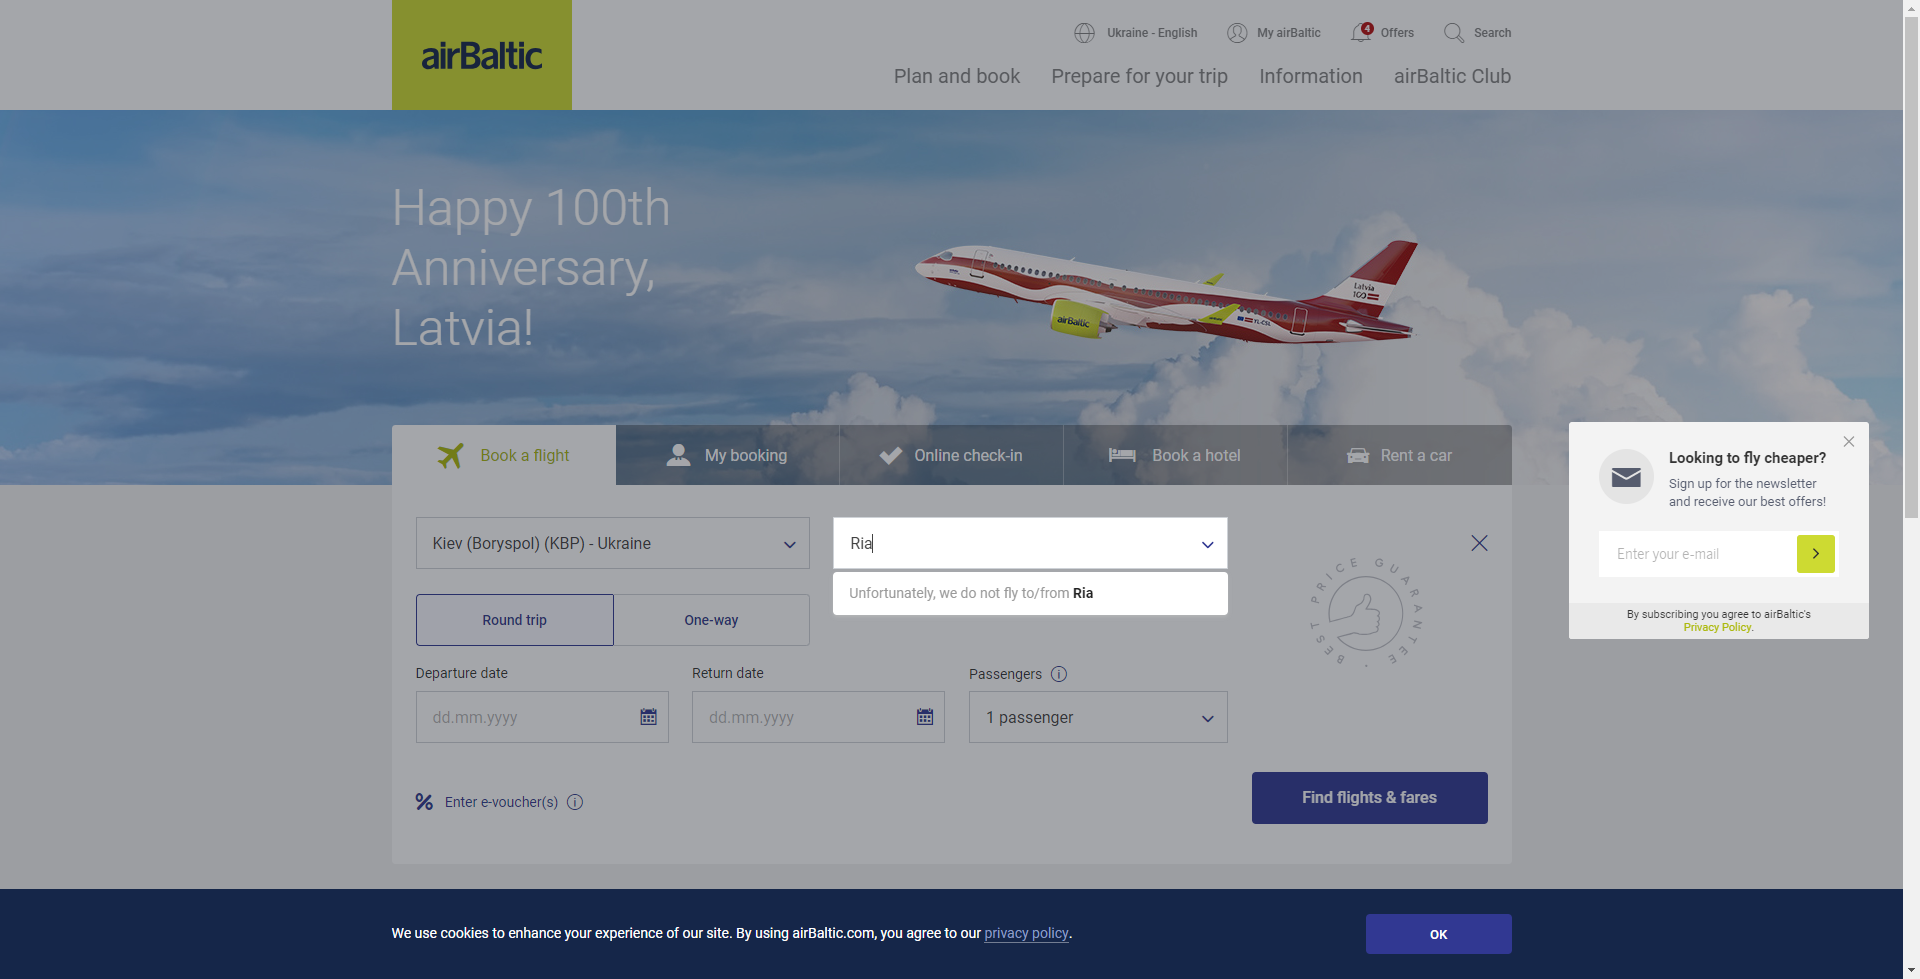 airBaltic
Ukraine - English
My airBaltic
4
Offers
Search
Plan and book
Prepare for your trip
Information
airBaltic Club
Happy 100th
Anniversary,
Latvia!
Latvia
100
airBaltic
YL-CSL
Book a flight
My booking
Online check-in
Book a hotel
Rent a car
Looking to fly cheaper?
Sign up for the newsletter
and receive our best offers!
Enter your e-mail
By subscribing you agree to airBaltic's
Privacy Policy.
Kiev (Boryspol) (KBP) - Ukraine
Ria
Unfortunately, we do not fly to/from Ria
BEST PRICE GUARANTEE
Round trip
One-way
Departure date
Return date
Passengers
dd.mm.yyyy
dd.mm.yyyy
1 passenger
% Enter e-voucher(s)
Find flights & fares
We use cookies to enhance your experience of our site. By using airBaltic.com, you agree to our privacy policy.
OK